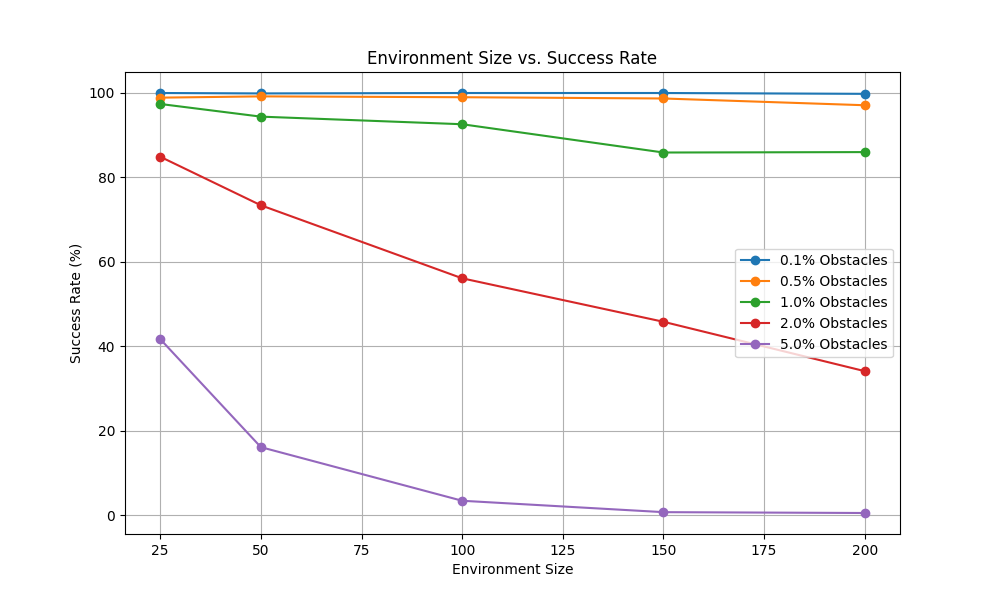 Environment Size vs. Success Rate
Success Rate (%)
100
80
60
40
20
0
0.1% Obstacles
0.5% Obstacles
1.0% Obstacles
2.0% Obstacles
5.0% Obstacles
25 50 75 100 125 150 175 200
Environment Size